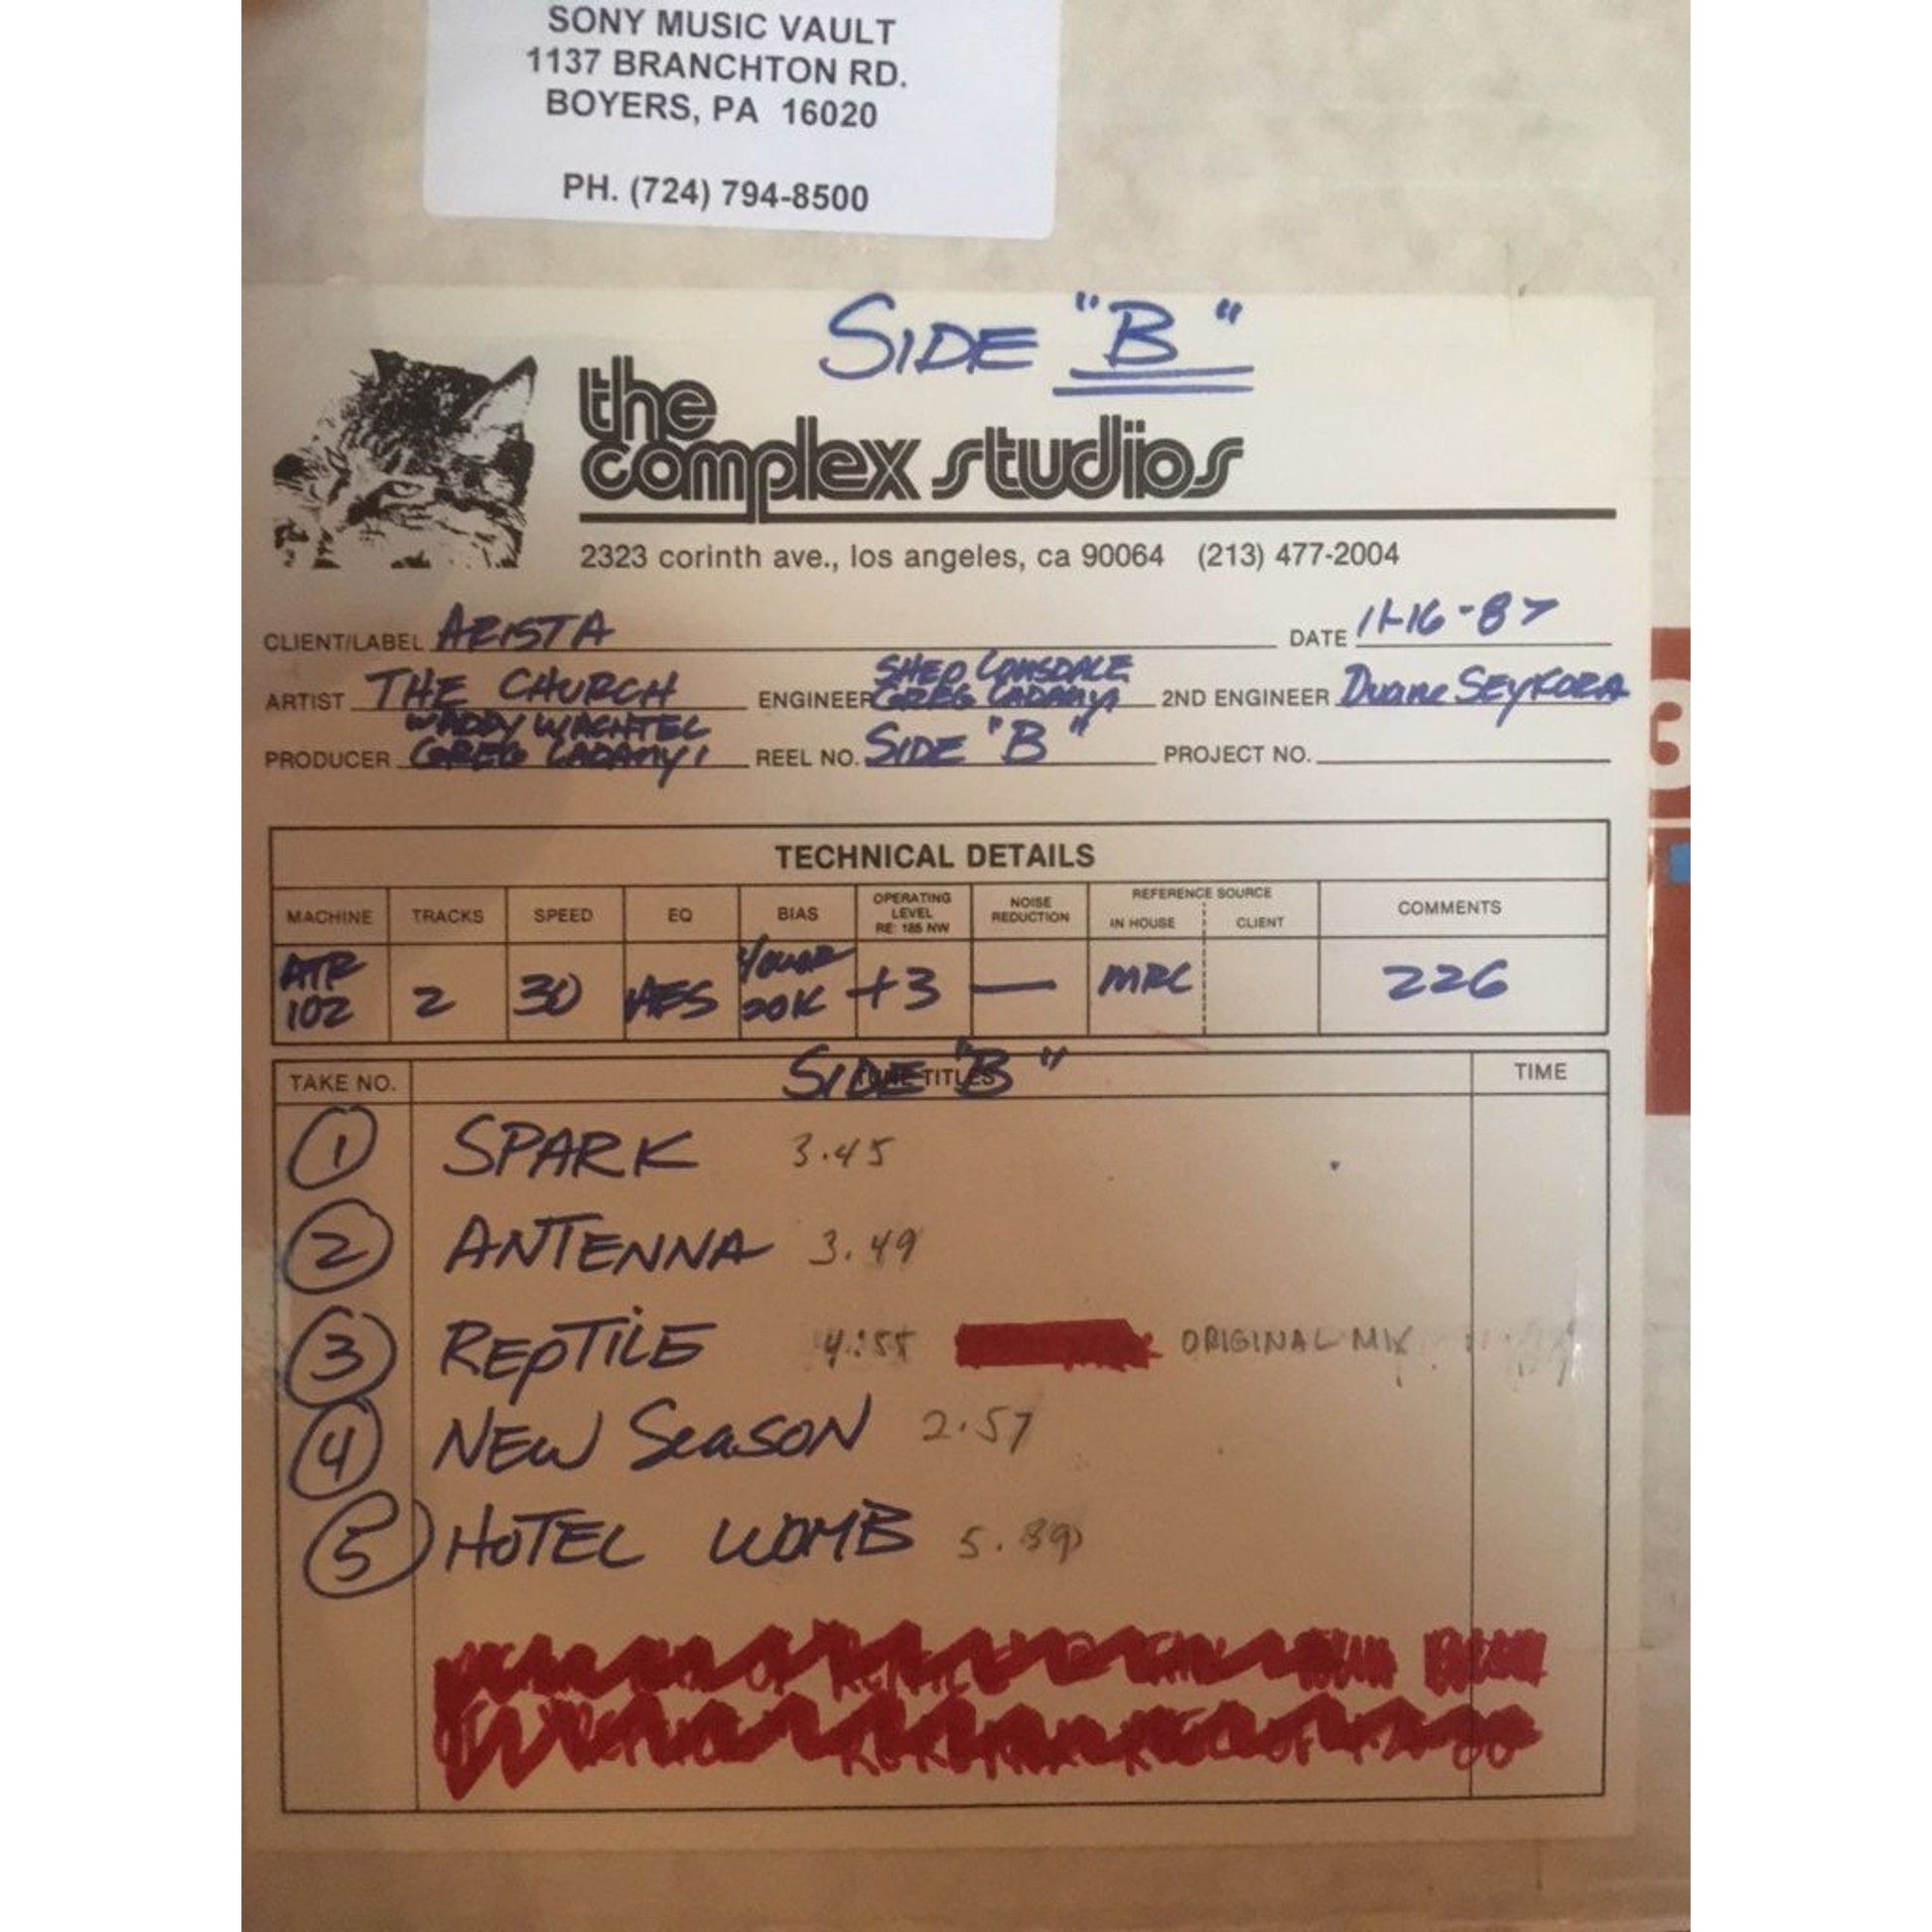 SONY MUSIC VAULT
1137 BRANCHTON RD.
BOYERS, PA 16020
PH. (724) 794-8500
SIDE "B"
the
complex studios
2323 corinth ave., los angeles, ca 90064 (213) 477-2004
CLIENT/LABEL ARISTA DATE 11-16-87
SHEP LONSDALE
ARTIST THE CHURCH ENGINEER GREG LADANYI 2ND ENGINEER Duane SEYKORA
WADDY WACHTEL
PRODUCER GREG LADANYI REEL NO. SIDE "B" PROJECT NO.
TECHNICAL DETAILS
MACHINE TRACKS SPEED EQ BIAS OPERATING LEVEL RE: 185 NW NOISE REDUCTION REFERENCE SOURCE IN HOUSE CLIENT COMMENTS
ATR 102 2 30 AES 20K +3 — MRL 226
SIDE "B"
TAKE NO. TUNE TITLES TIME
1 SPARK 3.45
2 ANTENNA 3.49
3 REPTILE 4:55 ORIGINAL MIX
4 NEW SEASON 2.57
5 HOTEL WOMB 5.39